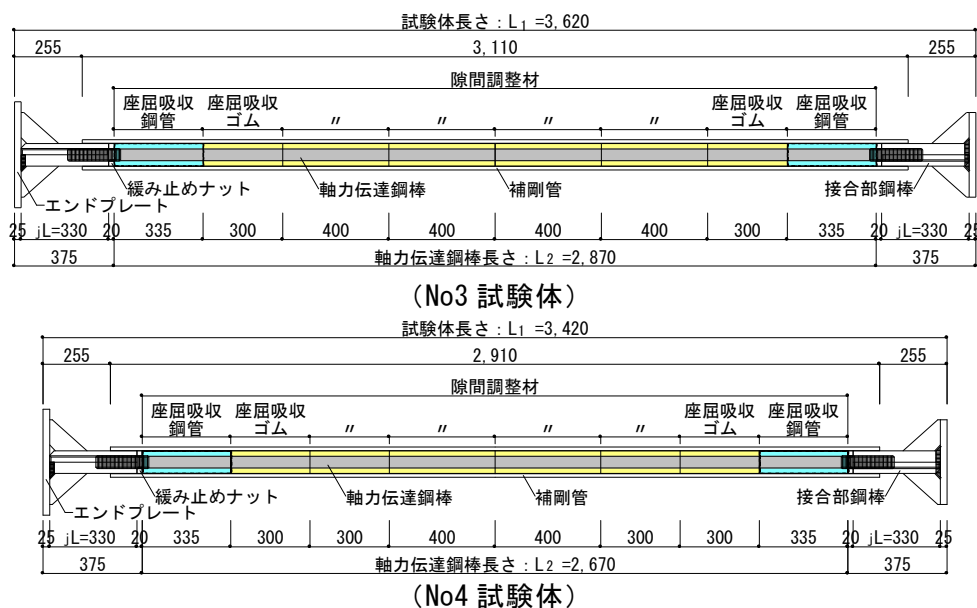 試験体長さ：L1 =3,620
255 3,110 255
隙間調整材
座屈吸収 座屈吸収 座屈吸収 座屈吸収
鋼管 ゴム 〃 〃 〃 〃 ゴム 鋼管
緩み止めナット 軸力伝達鋼棒 補剛管 接合部鋼棒
エンドプレート
25 jL=330 20 335 300 400 400 400 400 300 335 20 jL=330 25
375 軸力伝達鋼棒長さ：L2 =2,870 375
（No3 試験体）
試験体長さ：L1 =3,420
255 2,910 255
隙間調整材
座屈吸収 座屈吸収 座屈吸収 座屈吸収
鋼管 ゴム 〃 〃 〃 〃 ゴム 鋼管
緩み止めナット 軸力伝達鋼棒 補剛管 接合部鋼棒
エンドプレート
25 jL=330 20 335 300 300 400 400 300 300 335 20 jL=330 25
375 軸力伝達鋼棒長さ：L2 =2,670 375
（No4 試験体）